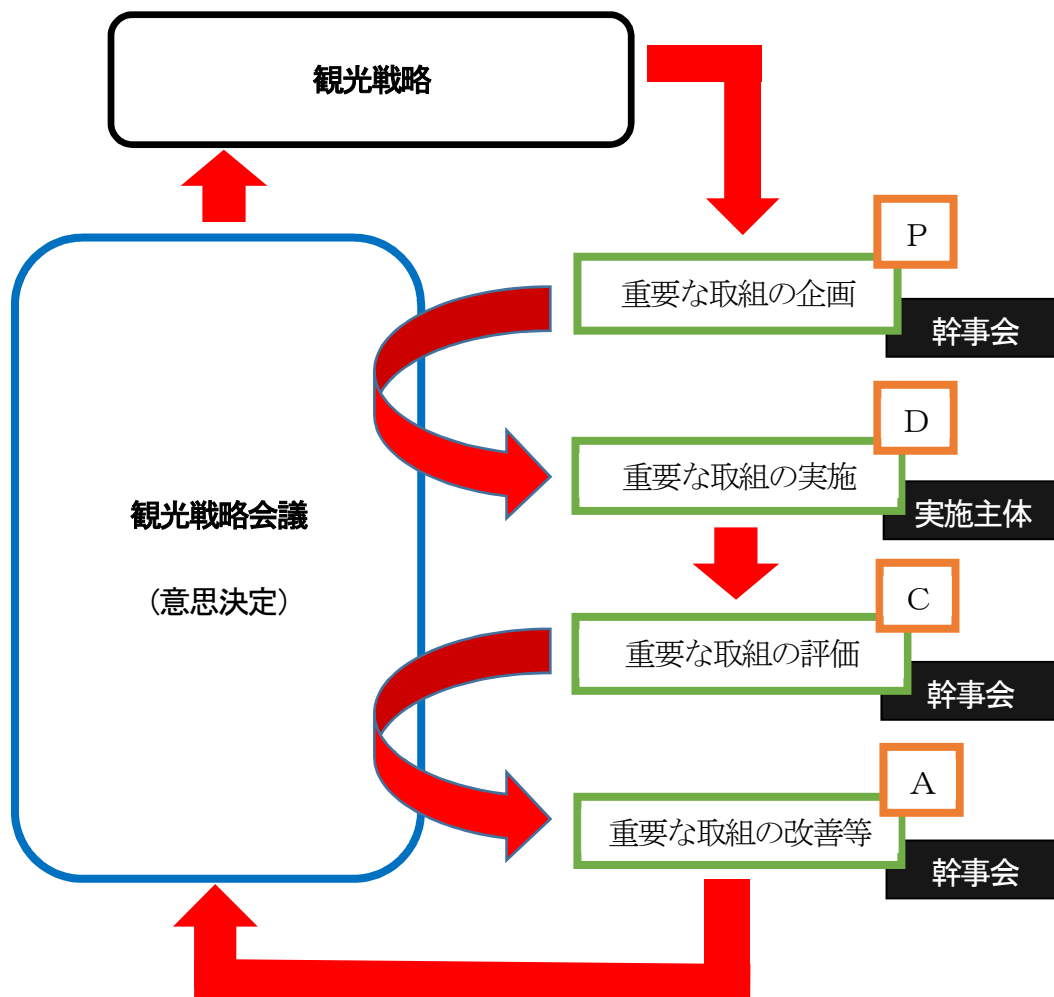 観光戦略
P
重要な取組の企画
幹事会
D
重要な取組の実施
実施主体
観光戦略会議
（意思決定）
C
重要な取組の評価
幹事会
A
重要な取組の改善等
幹事会